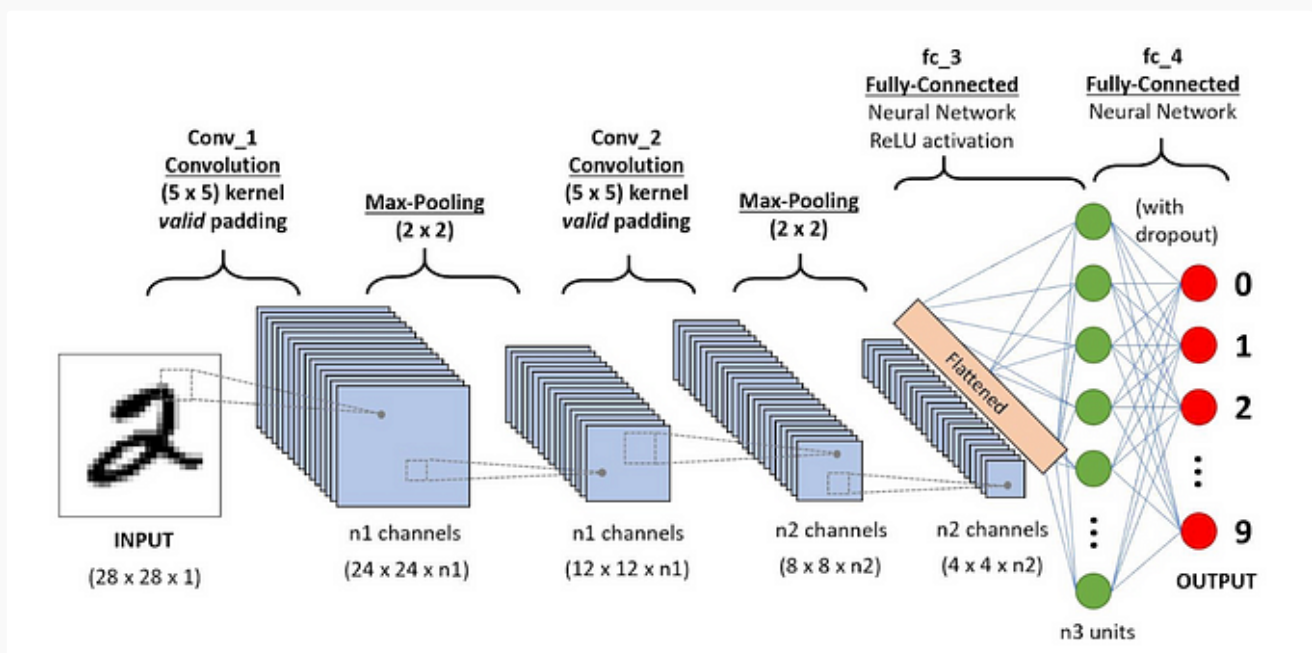 Conv_1
Convolution
(5 x 5) kernel
valid padding
Max-Pooling
(2 x 2)
Conv_2
Convolution
(5 x 5) kernel
valid padding
Max-Pooling
(2 x 2)
fc_3
Fully-Connected
Neural Network
ReLU activation
fc_4
Fully-Connected
Neural Network
(with
dropout)
Flattened
0
1
2
9
OUTPUT
2
INPUT
(28 x 28 x 1)
n1 channels
(24 x 24 x n1)
n1 channels
(12 x 12 x n1)
n2 channels
(8 x 8 x n2)
n2 channels
(4 x 4 x n2)
n3 units